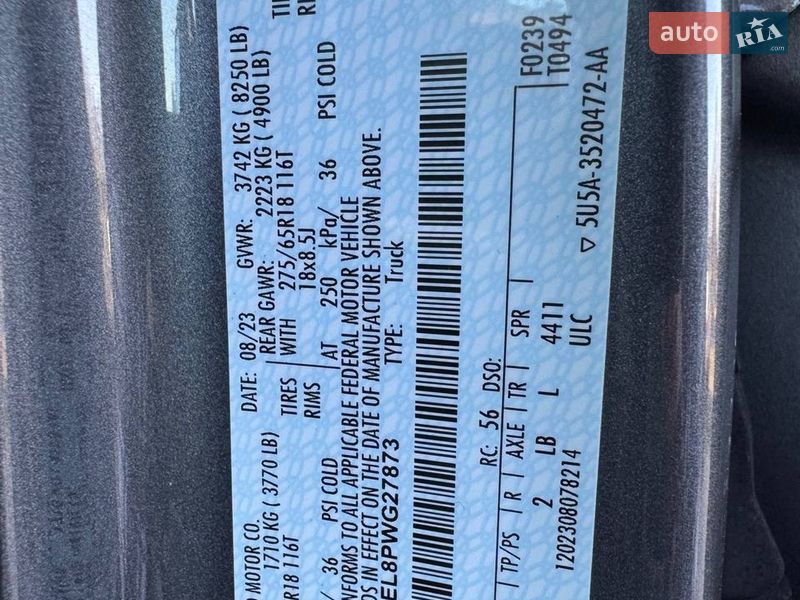 auto RIA .com
D MOTOR CO. DATE: 08/23 GVWR: 3742 KG ( 8250 LB)
1710 KG ( 3770 LB) REAR GAWR: 2223 KG ( 4900 LB)
R18 116T TIRES WITH 275/65R18 116T
RIMS 18x8.5J
/ 36 PSI COLD AT 250 kPa/ 36 PSI COLD
NFORMS TO ALL APPLICABLE FEDERAL MOTOR VEHICLE
DS IN EFFECT ON THE DATE OF MANUFACTURE SHOWN ABOVE.
EL8PWG27873 TYPE: Truck
RC: 56 DSO: F0239
T0494
TP/PS R AXLE TR SPR
2 LB L 4411
ULC
1202308078214 ▽ 5U5A-3520472-AA